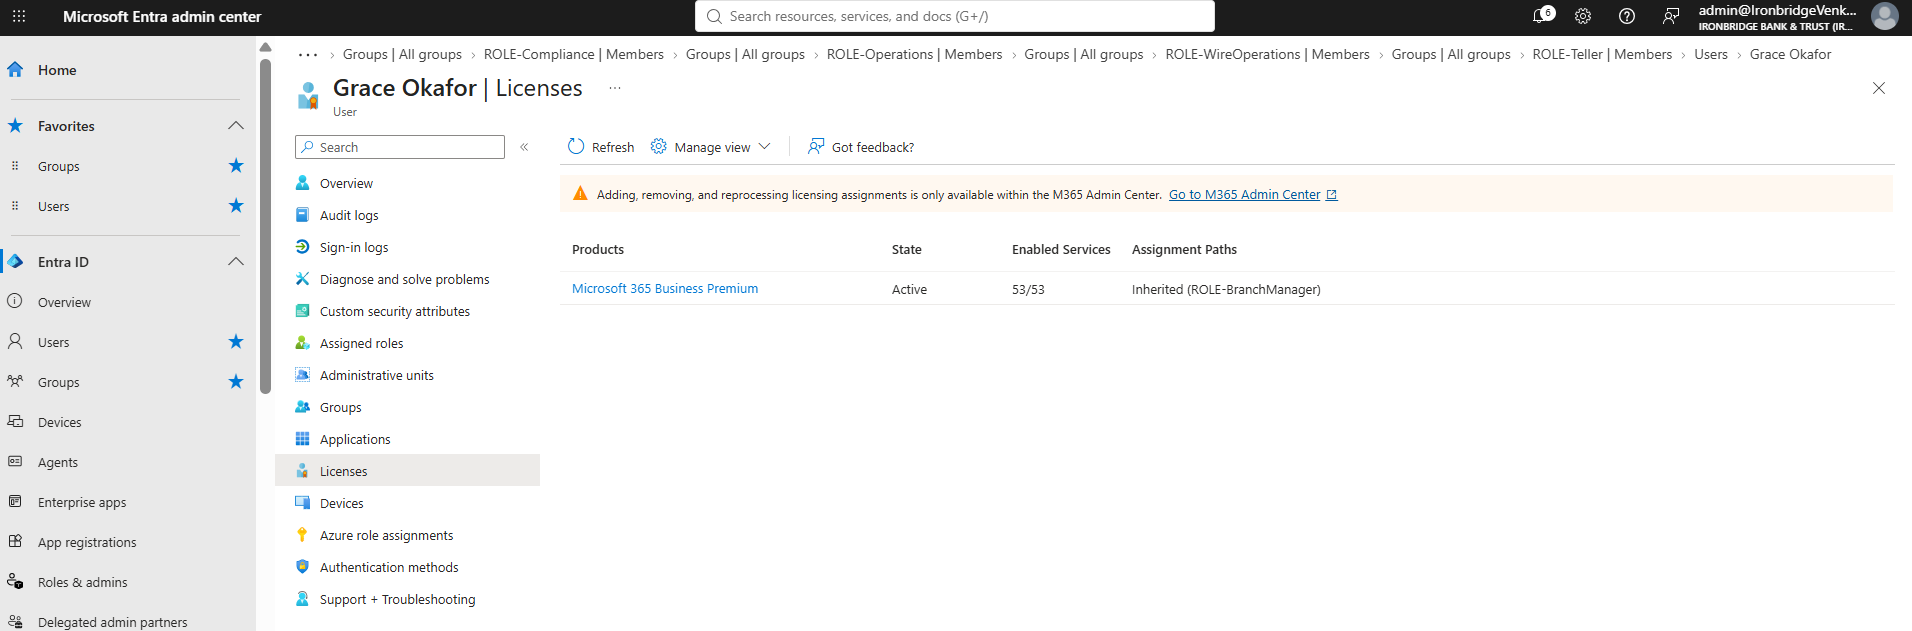 Microsoft Entra admin center
Search resources, services, and docs (G+/)
6
admin@IronbridgeVenk...
IRONBRIDGE BANK & TRUST (IR...
Home
Favorites
Groups
Users
Entra ID
Overview
Users
Groups
Devices
Agents
Enterprise apps
App registrations
Roles & admins
Delegated admin partners
··· > Groups | All groups > ROLE-Compliance | Members > Groups | All groups > ROLE-Operations | Members > Groups | All groups > ROLE-WireOperations | Members > Groups | All groups > ROLE-Teller | Members > Users > Grace Okafor
Grace Okafor | Licenses ···
User
Search
«
Overview
Audit logs
Sign-in logs
Diagnose and solve problems
Custom security attributes
Assigned roles
Administrative units
Groups
Applications
Licenses
Devices
Azure role assignments
Authentication methods
Support + Troubleshooting
Refresh Manage view Got feedback?
Adding, removing, and reprocessing licensing assignments is only available within the M365 Admin Center. Go to M365 Admin Center
Products State Enabled Services Assignment Paths
Microsoft 365 Business Premium Active 53/53 Inherited (ROLE-BranchManager)